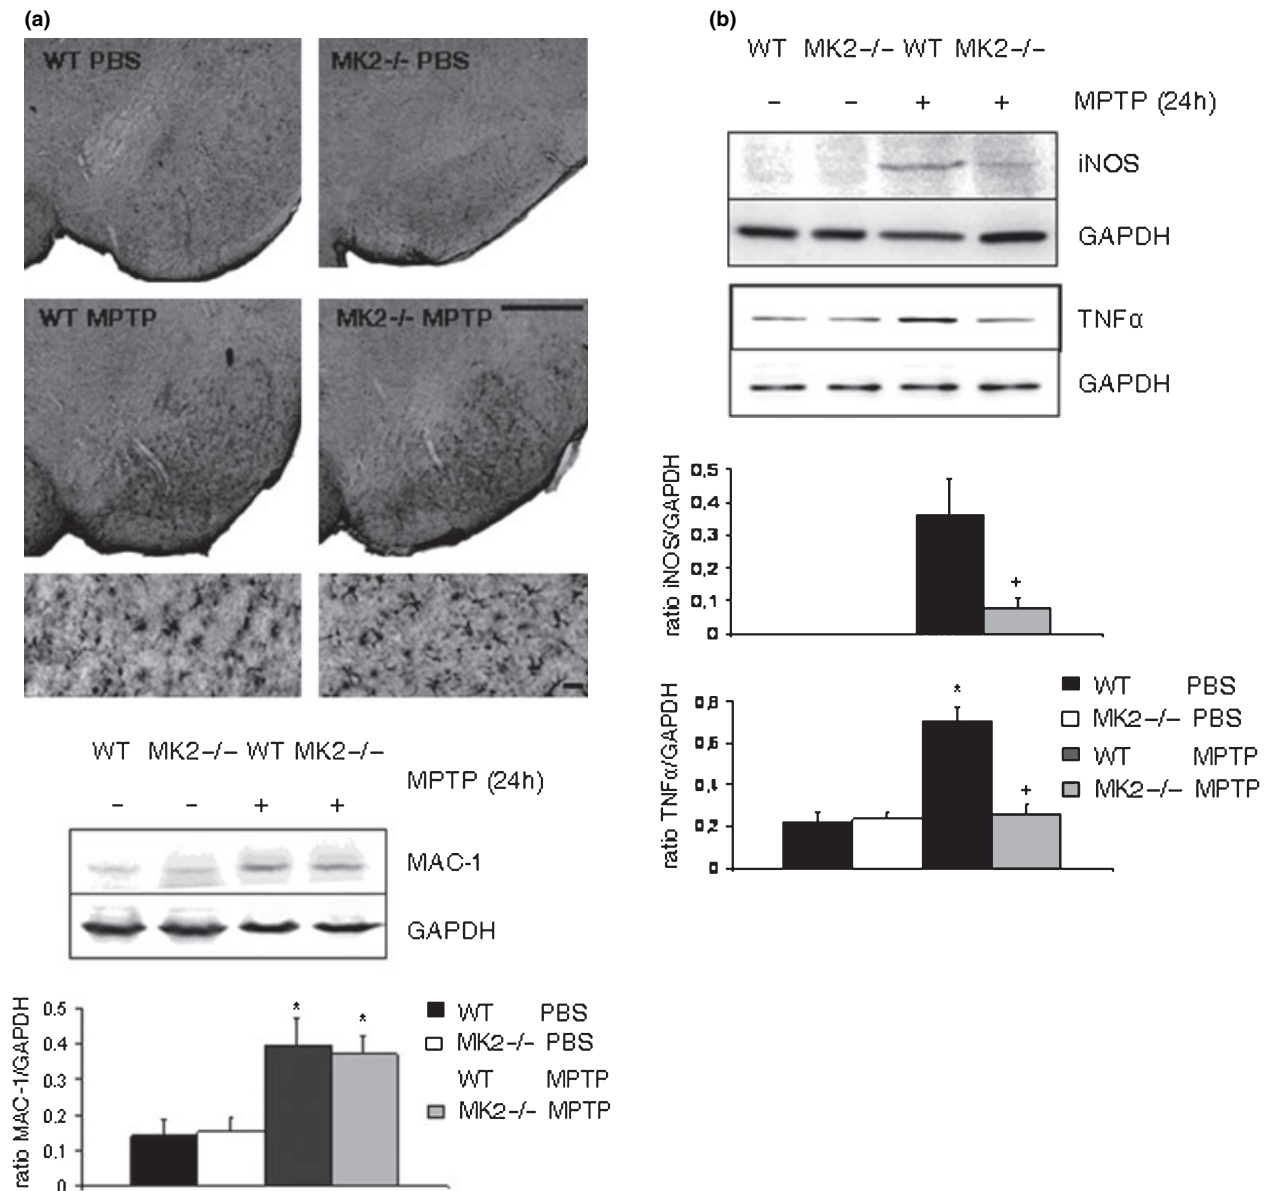 (a)
WT PBS
MK2-/- PBS
WT MPTP
MK2-/- MPTP
WT MK2-/- WT MK2-/-
MPTP (24h)
- - + +
MAC-1
GAPDH
ratio MAC-1/GAPDH
0.5
0.4
0.3
0.2
0.1
0
* *
WT PBS
MK2-/- PBS
WT MPTP
MK2-/- MPTP
(b)
WT MK2-/- WT MK2-/-
- - + + MPTP (24h)
iNOS
GAPDH
TNFα
GAPDH
ratio iNOS/GAPDH
0,5
0,4
0,3
0,2
0,1
0
+
ratio TNFα/GAPDH
0,8
0,6
0,4
0,2
0
*
+
WT PBS
MK2-/- PBS
WT MPTP
MK2-/- MPTP